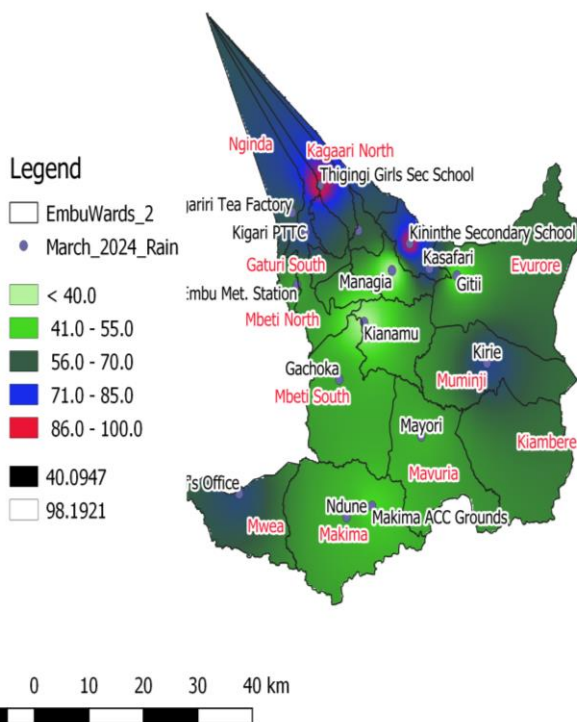 Legend
EmbuWards_2
March_2024_Rain
< 40.0
41.0 - 55.0
56.0 - 70.0
71.0 - 85.0
86.0 - 100.0
40.0947
98.1921
Nginda
Kagaari North
Thigingi Girls Sec School
gariri Tea Factory
Kigari PTTC
Kininthe Secondary School
Kasafari
Gaturi South
Evurore
Managia
Gitii
Embu Met. Station
Mbeti North
Kianamu
Kirie
Gachoka
Muminji
Mbeti South
Kiambere
Mayori
Mavuria
's Office
Ndune
Makima ACC Grounds
Mwea
Makima
0 10 20 30 40 km